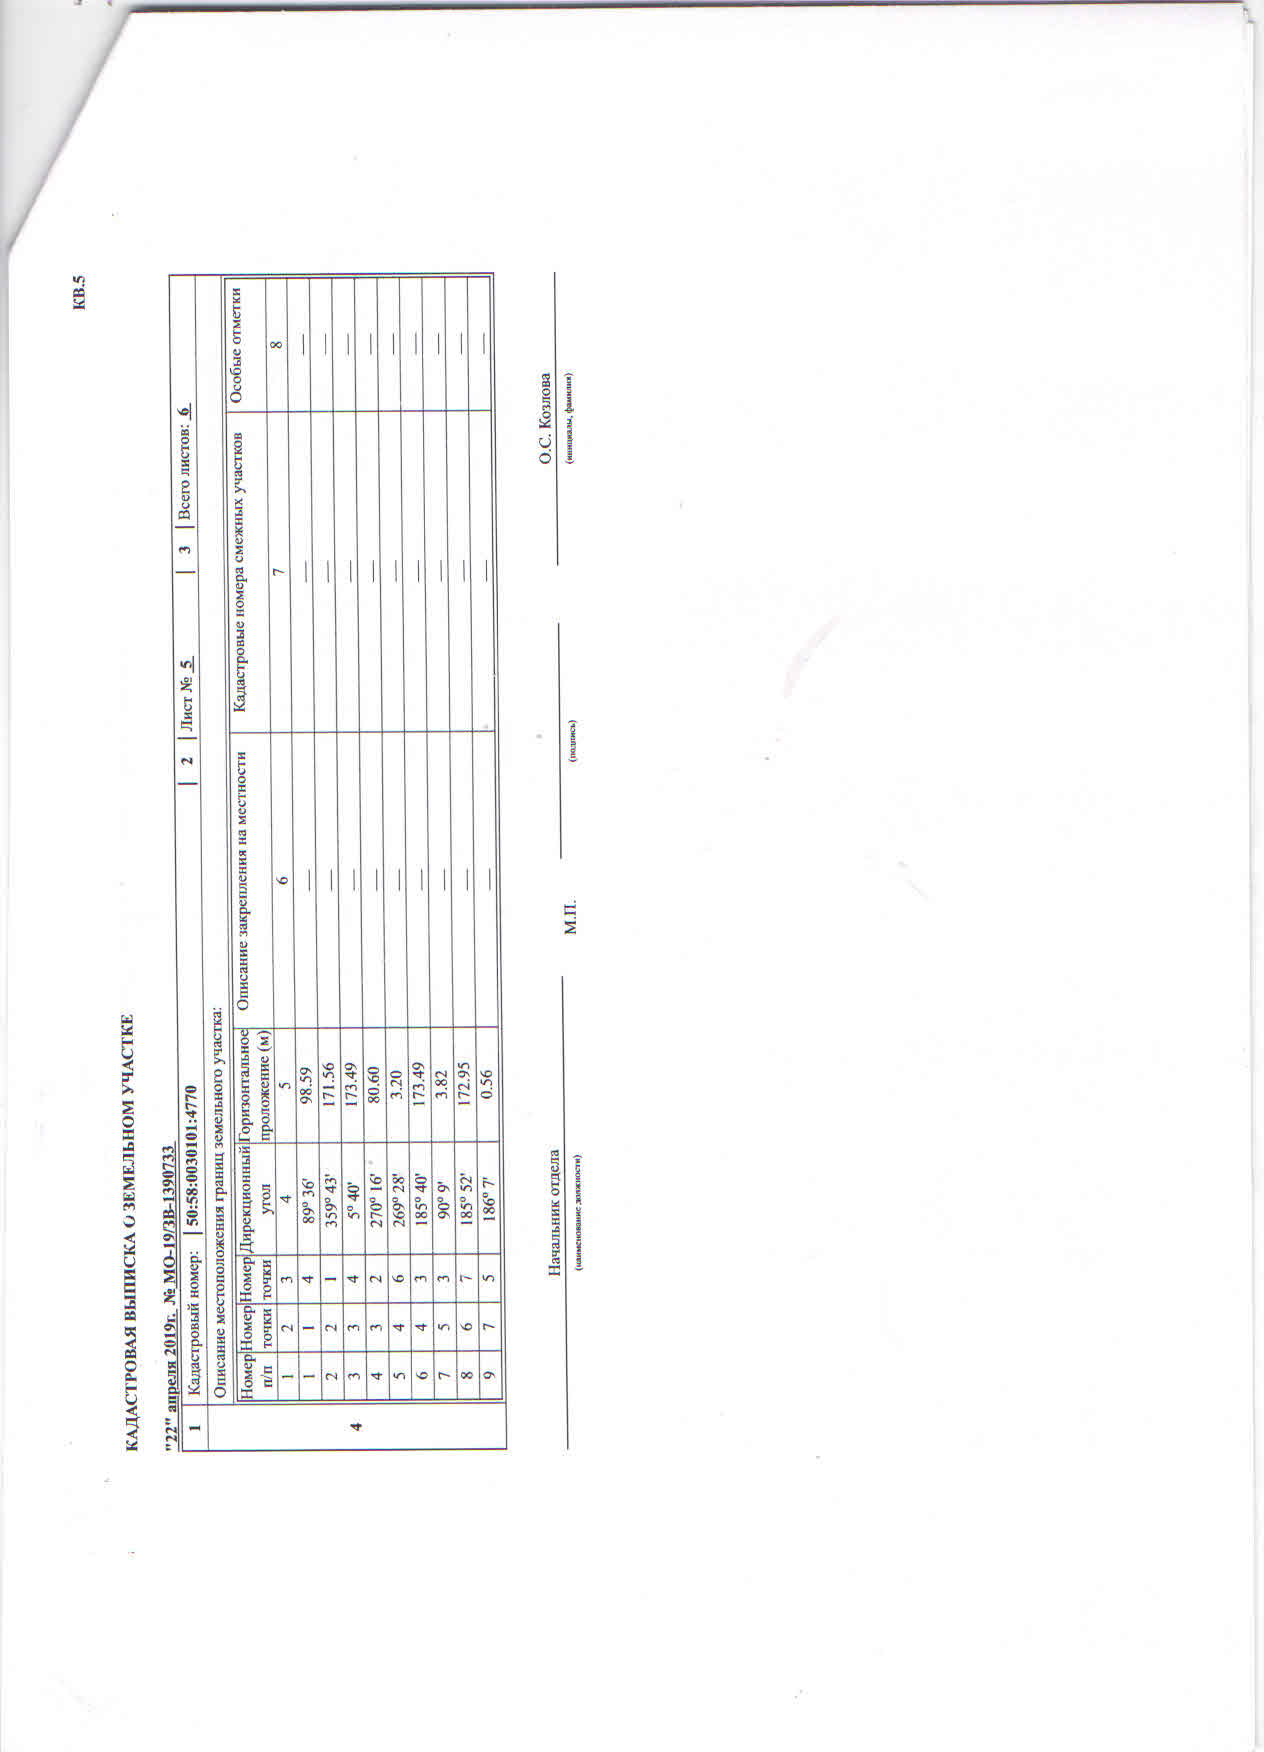 КВ.5
КАДАСТРОВАЯ ВЫПИСКА О ЗЕМЕЛЬНОМ УЧАСТКЕ
"22" апреля 2019г. № МО-19/ЗВ-1390733
1 Кадастровый номер: 50:58:0030101:4770 2 Лист № 5 3 Всего листов: 6
4 Описание местоположения границ земельного участка:
Номер п/п Номер точки Номер точки Дирекционный угол Горизонтальное проложение (м) Описание закрепления на местности Кадастровые номера смежных участков Особые отметки
1 2 3 4 5 6 7 8
1 1 4 89° 36' 98.59 — — —
2 2 1 359° 43' 171.56 — — —
3 3 4 5° 40' 173.49 — — —
4 3 2 270° 16' 80.60 — — —
5 4 6 269° 28' 3.20 — — —
6 4 3 185° 40' 173.49 — — —
7 5 3 90° 9' 3.82 — — —
8 6 7 185° 52' 172.95 — — —
9 7 5 186° 7' 0.56 — — —
Начальник отдела О.С. Козлова
(наименование должности) М.П. (подпись) (инициалы, фамилия)